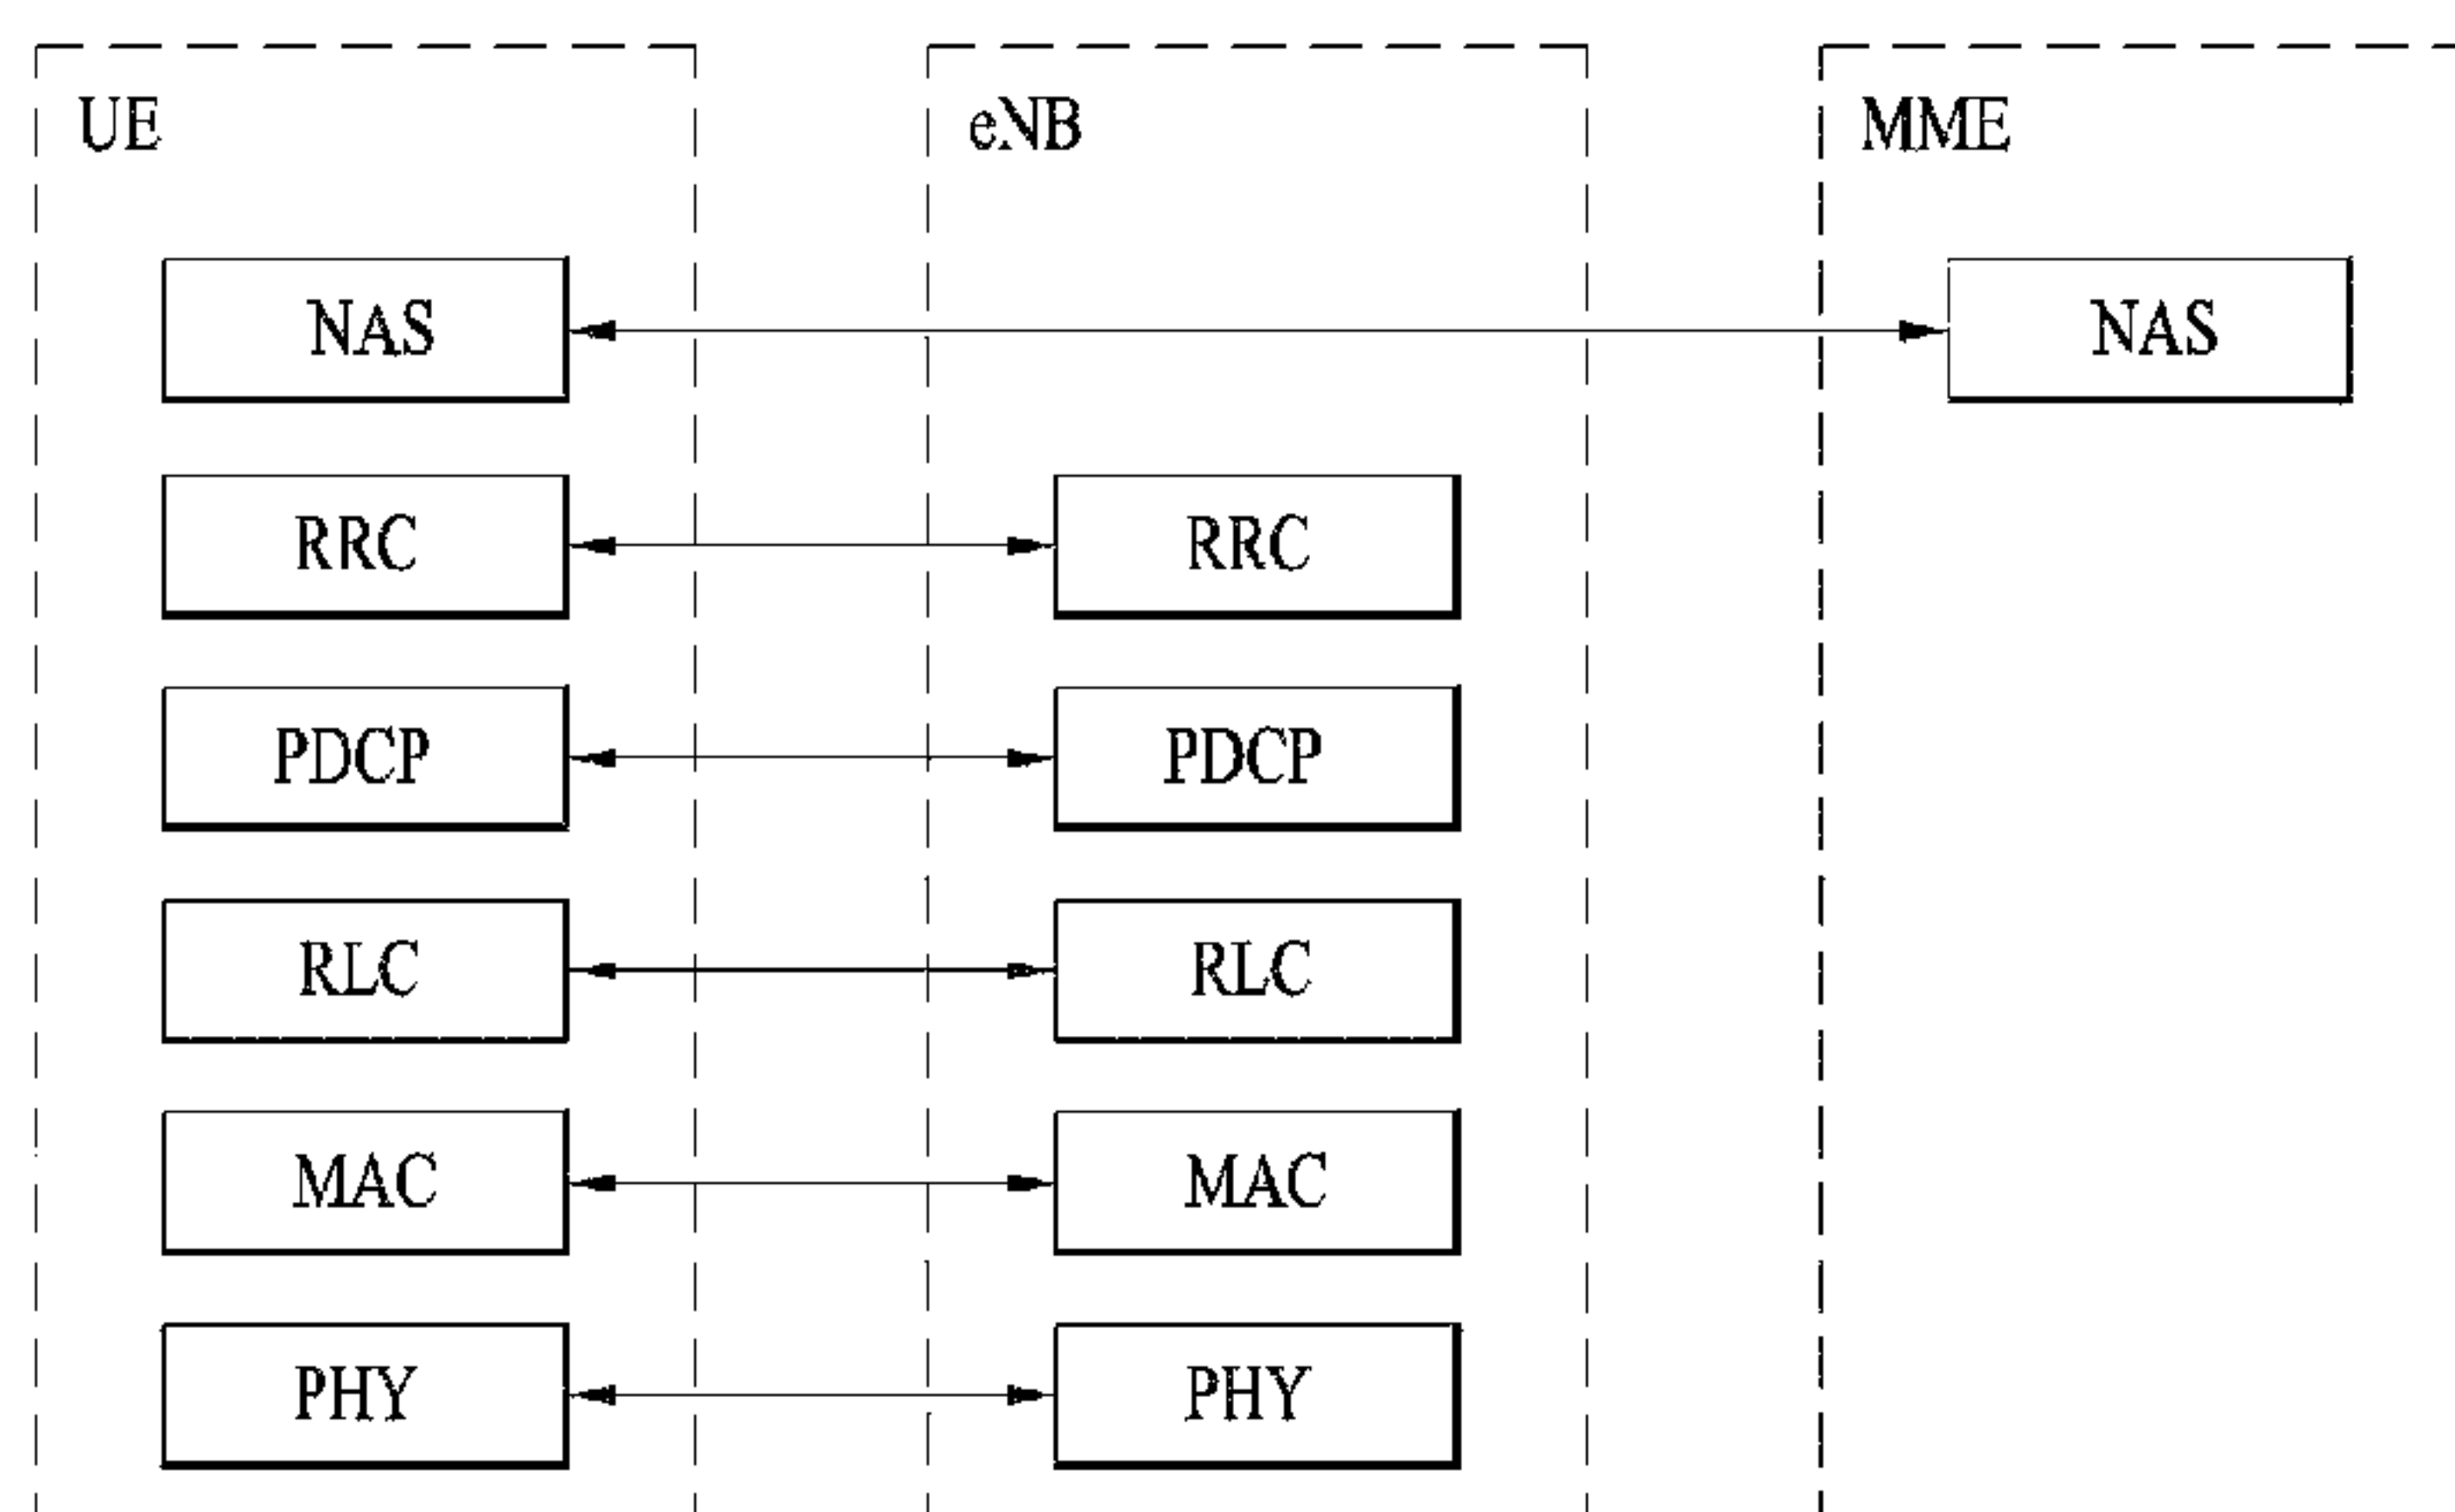 UE eNB MME
NAS NAS
RRC RRC
PDCP PDCP
RLC RLC
MAC MAC
PHY PHY